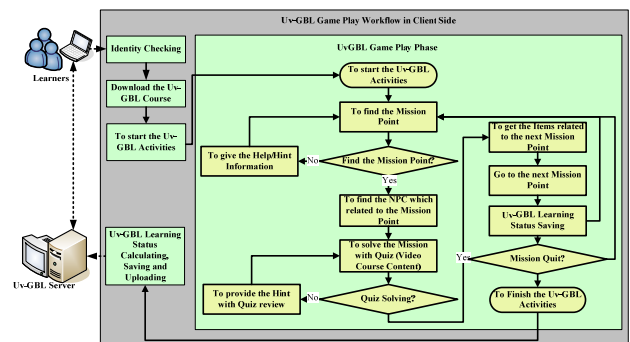 Uv-GBL Game Play Workflow in Client Side
Learners
Identity Checking
Download the Uv-
GBL Course
To start the Uv-
GBL Activities
Uv-GBL Learning
Status
Calculating,
Saving and
Uploading
Uv-GBL Server
UvGBL Game Play Phase
To start the Uv-GBL
Activities
To find the Mission
Point
Find the Mission Point?
No
To give the Help/Hint
Information
Yes
To find the NPC which
related to the Mission
Point
To solve the Mission
with Quiz (Video
Course Content)
Quiz Solving?
No
To provide the Hint
with Quiz review
To get the Items related
to the next Mission
Point
Go to the next Mission
Point
Uv-GBL Learning
Status Saving
Mission Quit?
Yes
To Finish the Uv-GBL
Activities